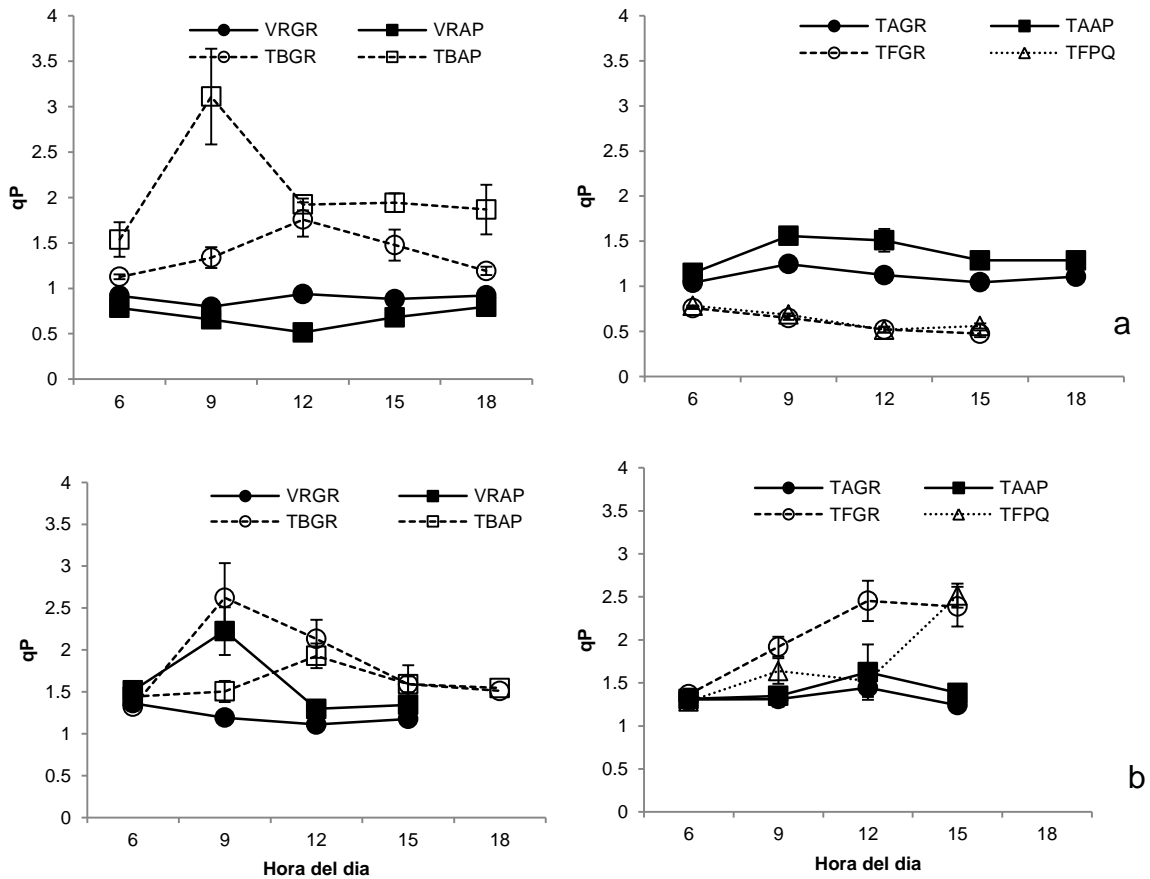 VRGR VRAP
TBGR TBAP
4
3.5
3
2.5
2
1.5
1
0.5
0
qP
6 9 12 15 18
TAGR TAAP
TFGR TFPQ
4
3.5
3
2.5
2
1.5
1
0.5
0
qP
6 9 12 15 18
a
VRGR VRAP
TBGR TBAP
4
3.5
3
2.5
2
1.5
1
0.5
0
qP
6 9 12 15 18
Hora del dia
TAGR TAAP
TFGR TFPQ
4
3.5
3
2.5
2
1.5
1
0.5
0
qP
6 9 12 15 18
Hora del dia
b